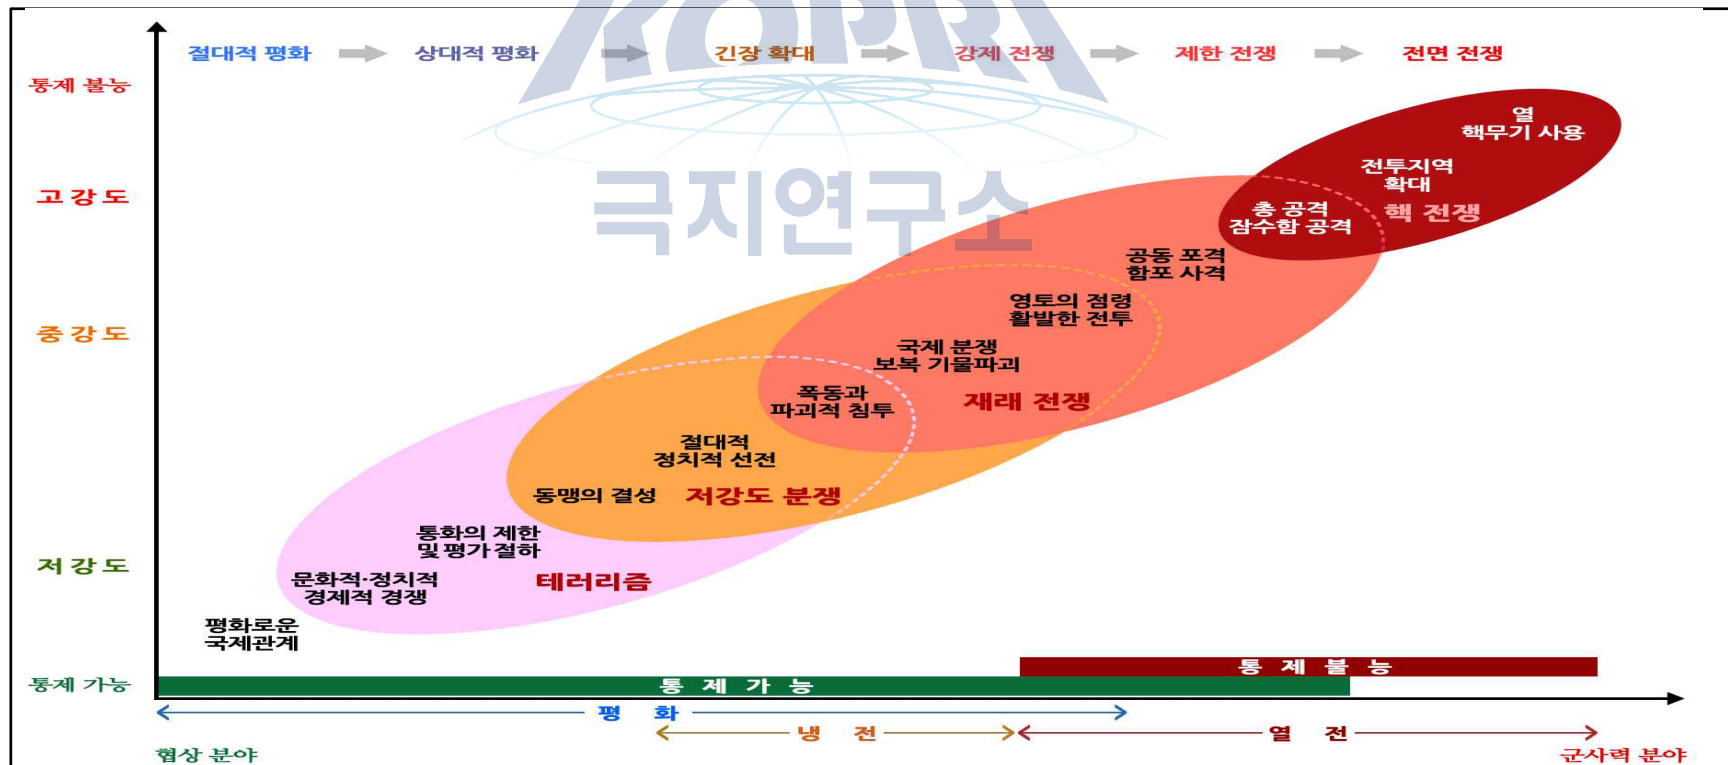 KOPRI
극지연구소
절대적 평화
상대적 평화
긴장 확대
강제 전쟁
제한 전쟁
전면 전쟁
통제 불능
열
핵무기 사용
전투지역
확대
고강도
총 공격
잠수함 공격
핵 전쟁
공동 포격
함포 사격
영토의 점령
활발한 전투
중강도
국제 분쟁
보복 기물파괴
폭동과
파괴적 침투
재래 전쟁
절대적
정치적 선전
동맹의 결성
저강도 분쟁
통화의 제한
및 평가 절하
저강도
문화적·정치적
경제적 경쟁
테러리즘
평화로운
국제관계
통제불능
통제 가능
통제가능
평 화
냉 전
열 전
협상 분야
군사력 분야